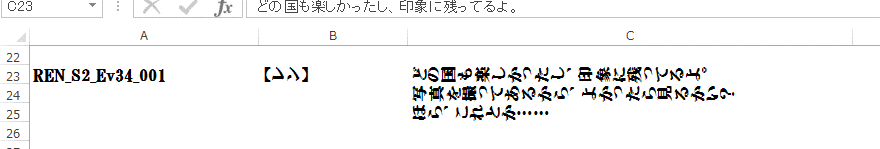 C23 どの国も楽しかったし、印象に残ってるよ。
A B C
22
23 REN_S2_Ev34_001 【レン】 どの国も楽しかったし、印象に残ってるよ。
24 写真を撮ってあるから、よかったら見るかい？
25 ほら、これとか……
26